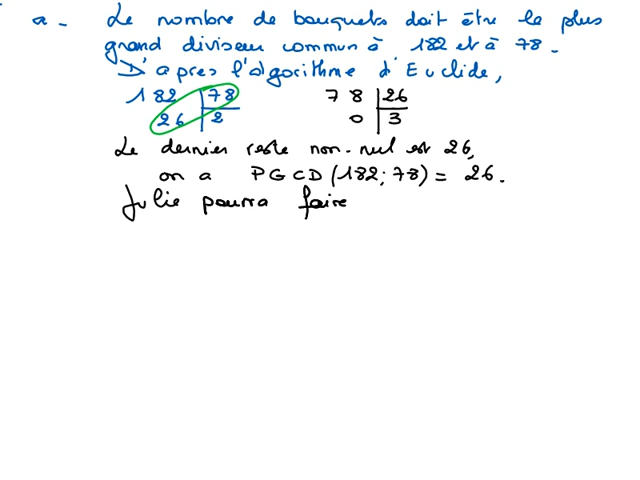 a - Le nombre de bouquets doit être le plus
grand diviseur commun à 182 et à 78.
D'après l'algorithme d'Euclide,
182 | 78 78 | 26
26 | 2 0 | 3
Le dernier reste non-nul est 26,
on a PGCD (182; 78) = 26.
Julie pourra faire